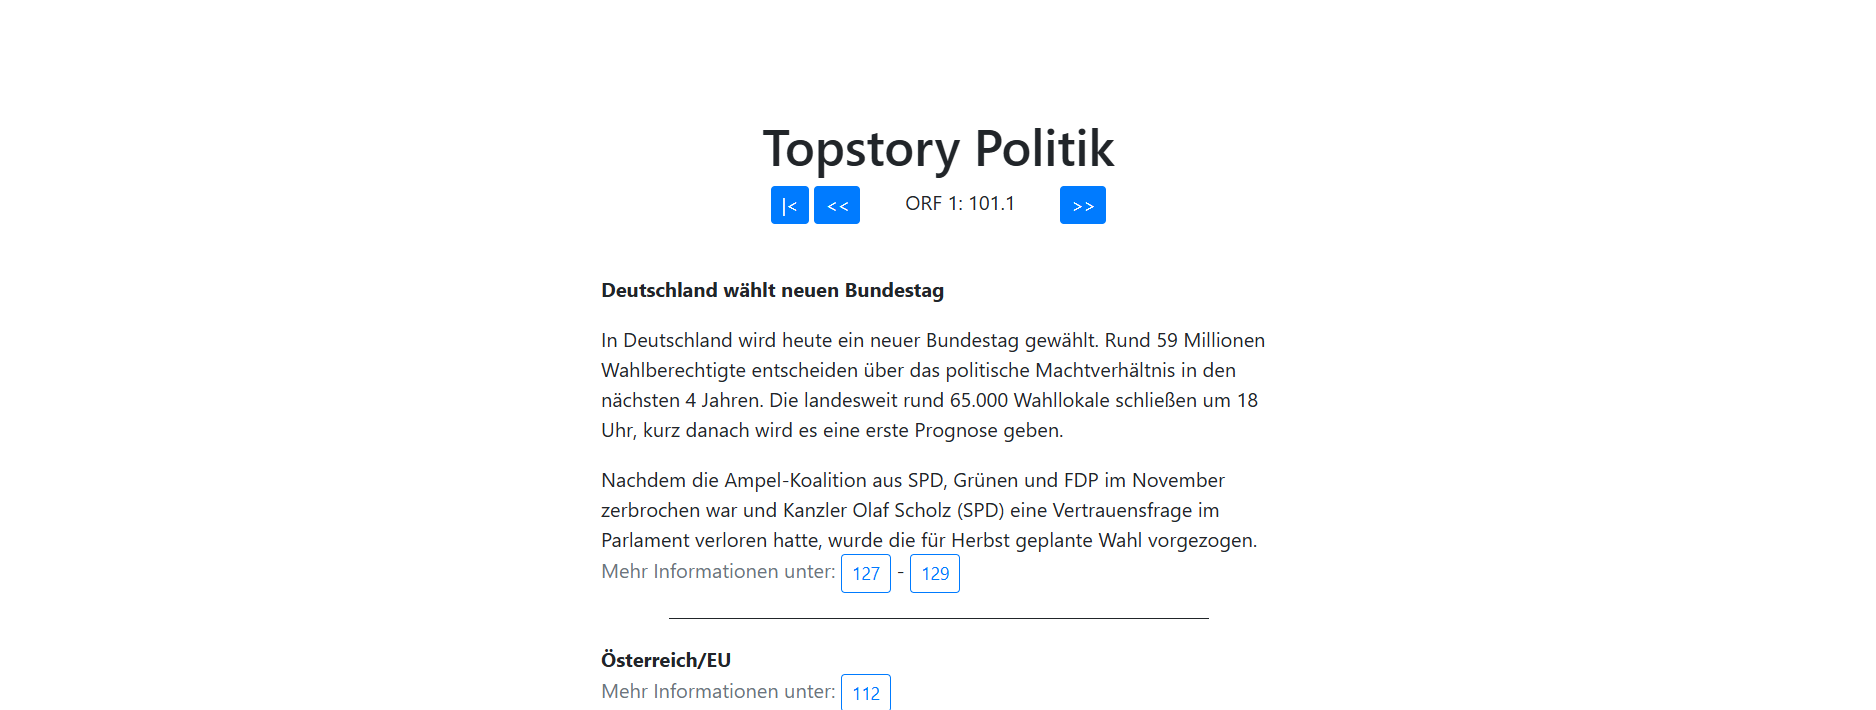 Topstory Politik
|< << ORF 1: 101.1 >>
Deutschland wählt neuen Bundestag
In Deutschland wird heute ein neuer Bundestag gewählt. Rund 59 Millionen
Wahlberechtigte entscheiden über das politische Machtverhältnis in den
nächsten 4 Jahren. Die landesweit rund 65.000 Wahllokale schließen um 18
Uhr, kurz danach wird es eine erste Prognose geben.
Nachdem die Ampel-Koalition aus SPD, Grünen und FDP im November
zerbrochen war und Kanzler Olaf Scholz (SPD) eine Vertrauensfrage im
Parlament verloren hatte, wurde die für Herbst geplante Wahl vorgezogen.
Mehr Informationen unter: 127 - 129
Österreich/EU
Mehr Informationen unter: 112